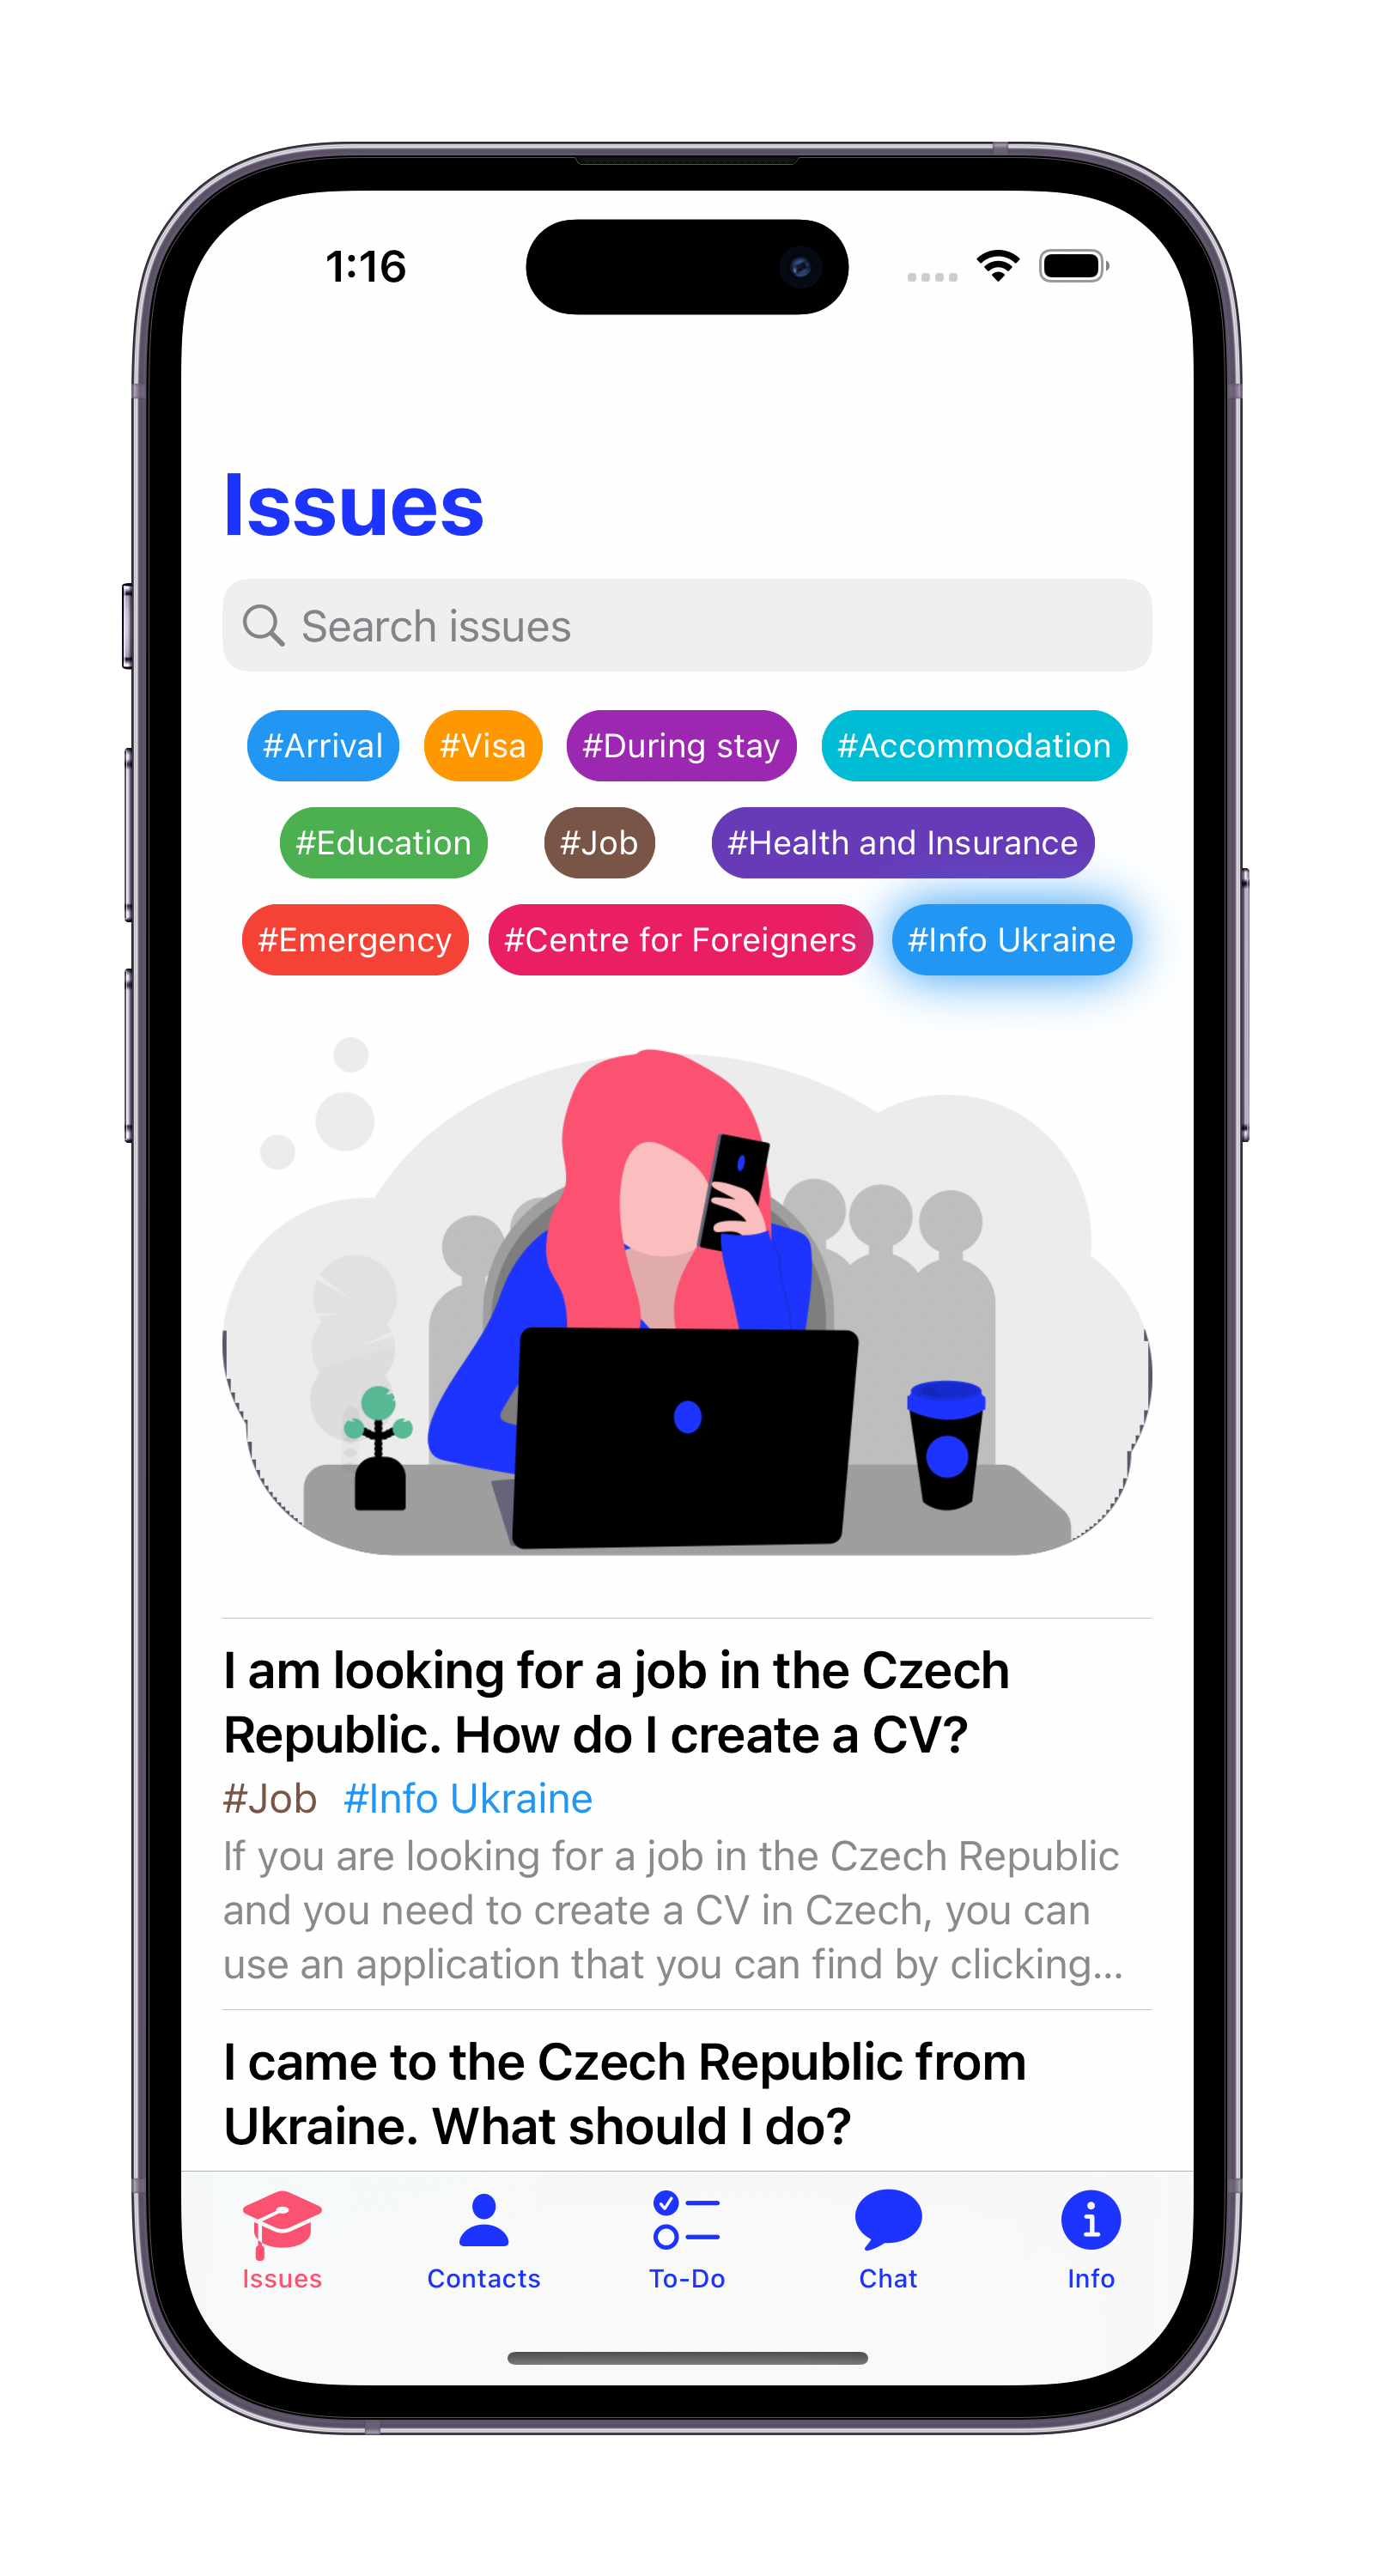 1:16
Issues
Search issues
#Arrival #Visa #During stay #Accommodation
#Education #Job #Health and Insurance
#Emergency #Centre for Foreigners #Info Ukraine
I am looking for a job in the Czech
Republic. How do I create a CV?
#Job #Info Ukraine
If you are looking for a job in the Czech Republic
and you need to create a CV in Czech, you can
use an application that you can find by clicking...
I came to the Czech Republic from
Ukraine. What should I do?
Issues Contacts To-Do Chat Info